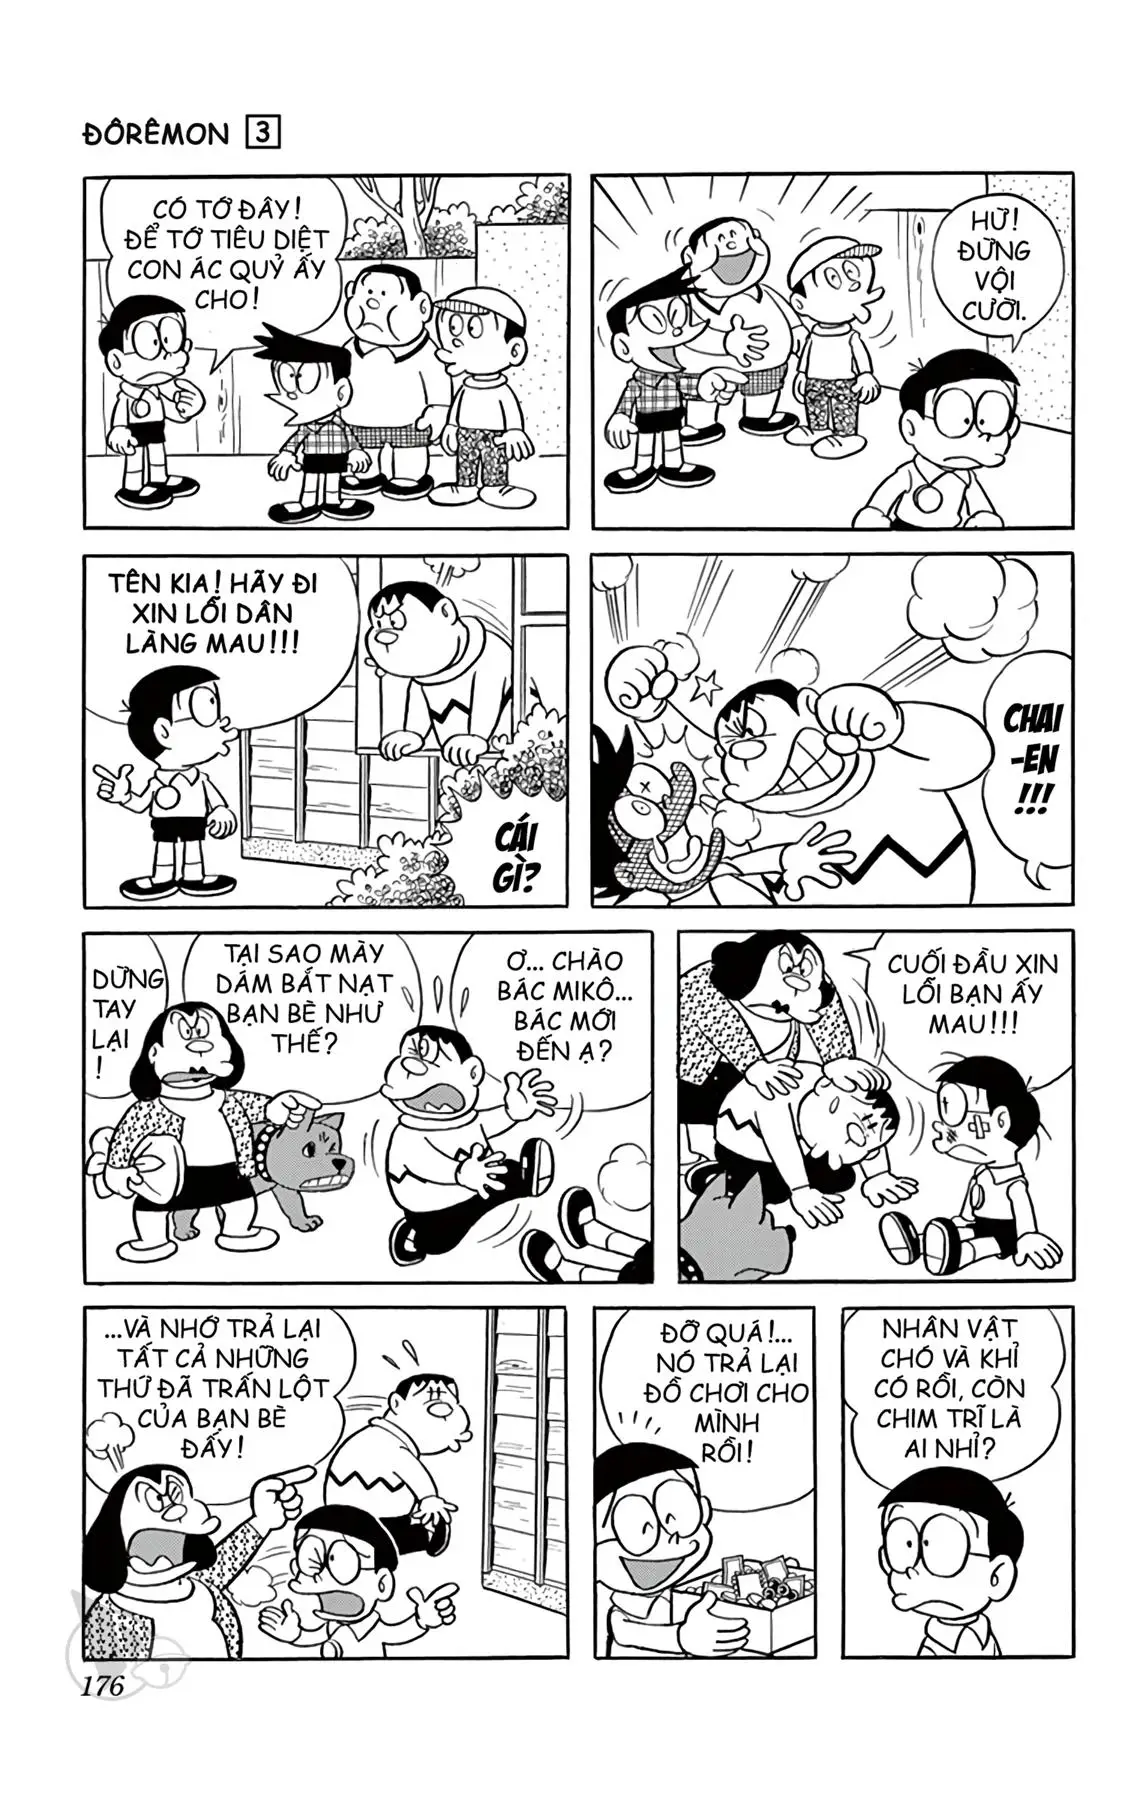 ĐÔRÊMON 3
CÓ TỚ ĐÂY!
ĐỂ TỚ TIÊU DIỆT
CON ÁC QUỶ ẤY
CHO!
HỪ!
ĐỪNG
VỘI
CƯỜI.
TÊN KIA! HÃY ĐI
XIN LỖI DÂN
LÀNG MAU!!!
CÁI
GÌ?
CHAI
-EN
!!!
DỪNG
TAY
LẠI
!
TẠI SAO MÀY
DÁM BẮT NẠT
BẠN BÈ NHƯ
THẾ?
Ơ... CHÀO
BÁC MIKÔ...
BÁC MỚI
ĐẾN Ạ?
CUỐI ĐẦU XIN
LỖI BẠN ẤY
MAU!!!
...VÀ NHỚ TRẢ LẠI
TẤT CẢ NHỮNG
THỨ ĐÃ TRẤN LỘT
CỦA BẠN BÈ
ĐẤY!
ĐỠ QUÁ!...
NÓ TRẢ LẠI
ĐỒ CHƠI CHO
MÌNH
RỒI!
NHÂN VẬT
CHÓ VÀ KHỈ
CÓ RỒI, CÒN
CHIM TRĨ LÀ
AI NHỈ?
176